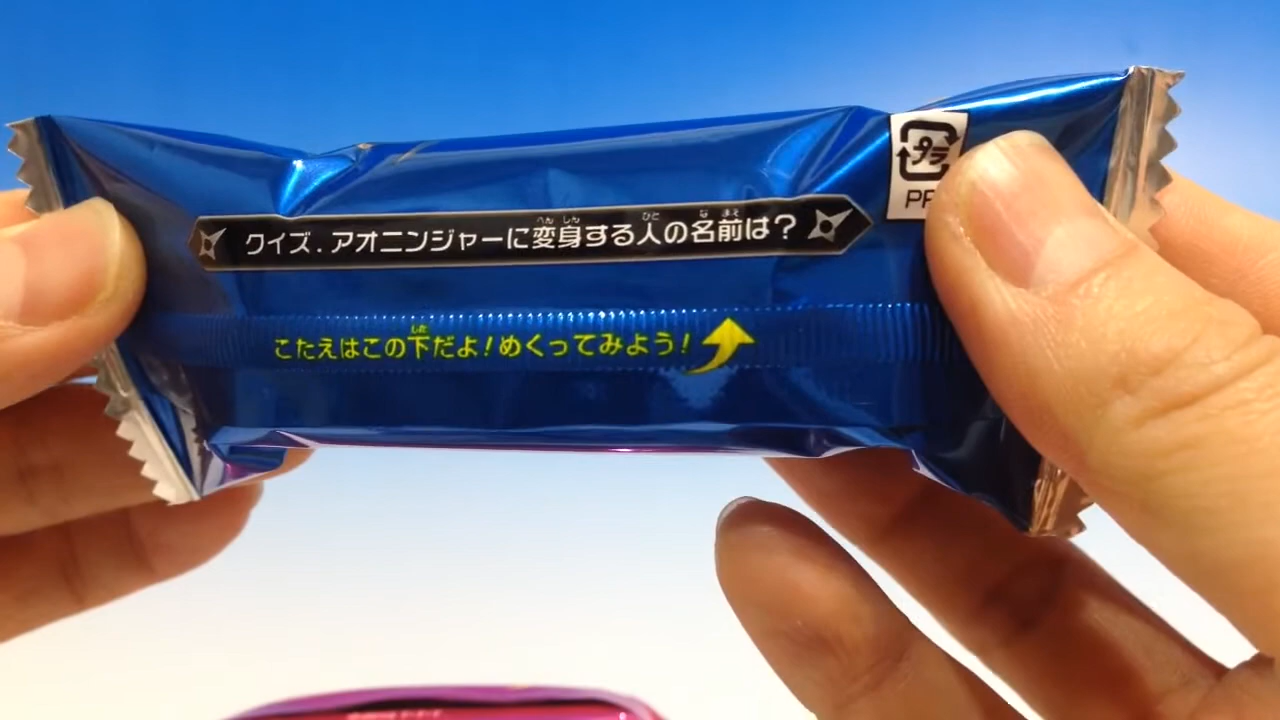 クイズ.アオニンジャーに変身する人の名前は?
こたえはこの下だよ!めくってみよう!
プラ